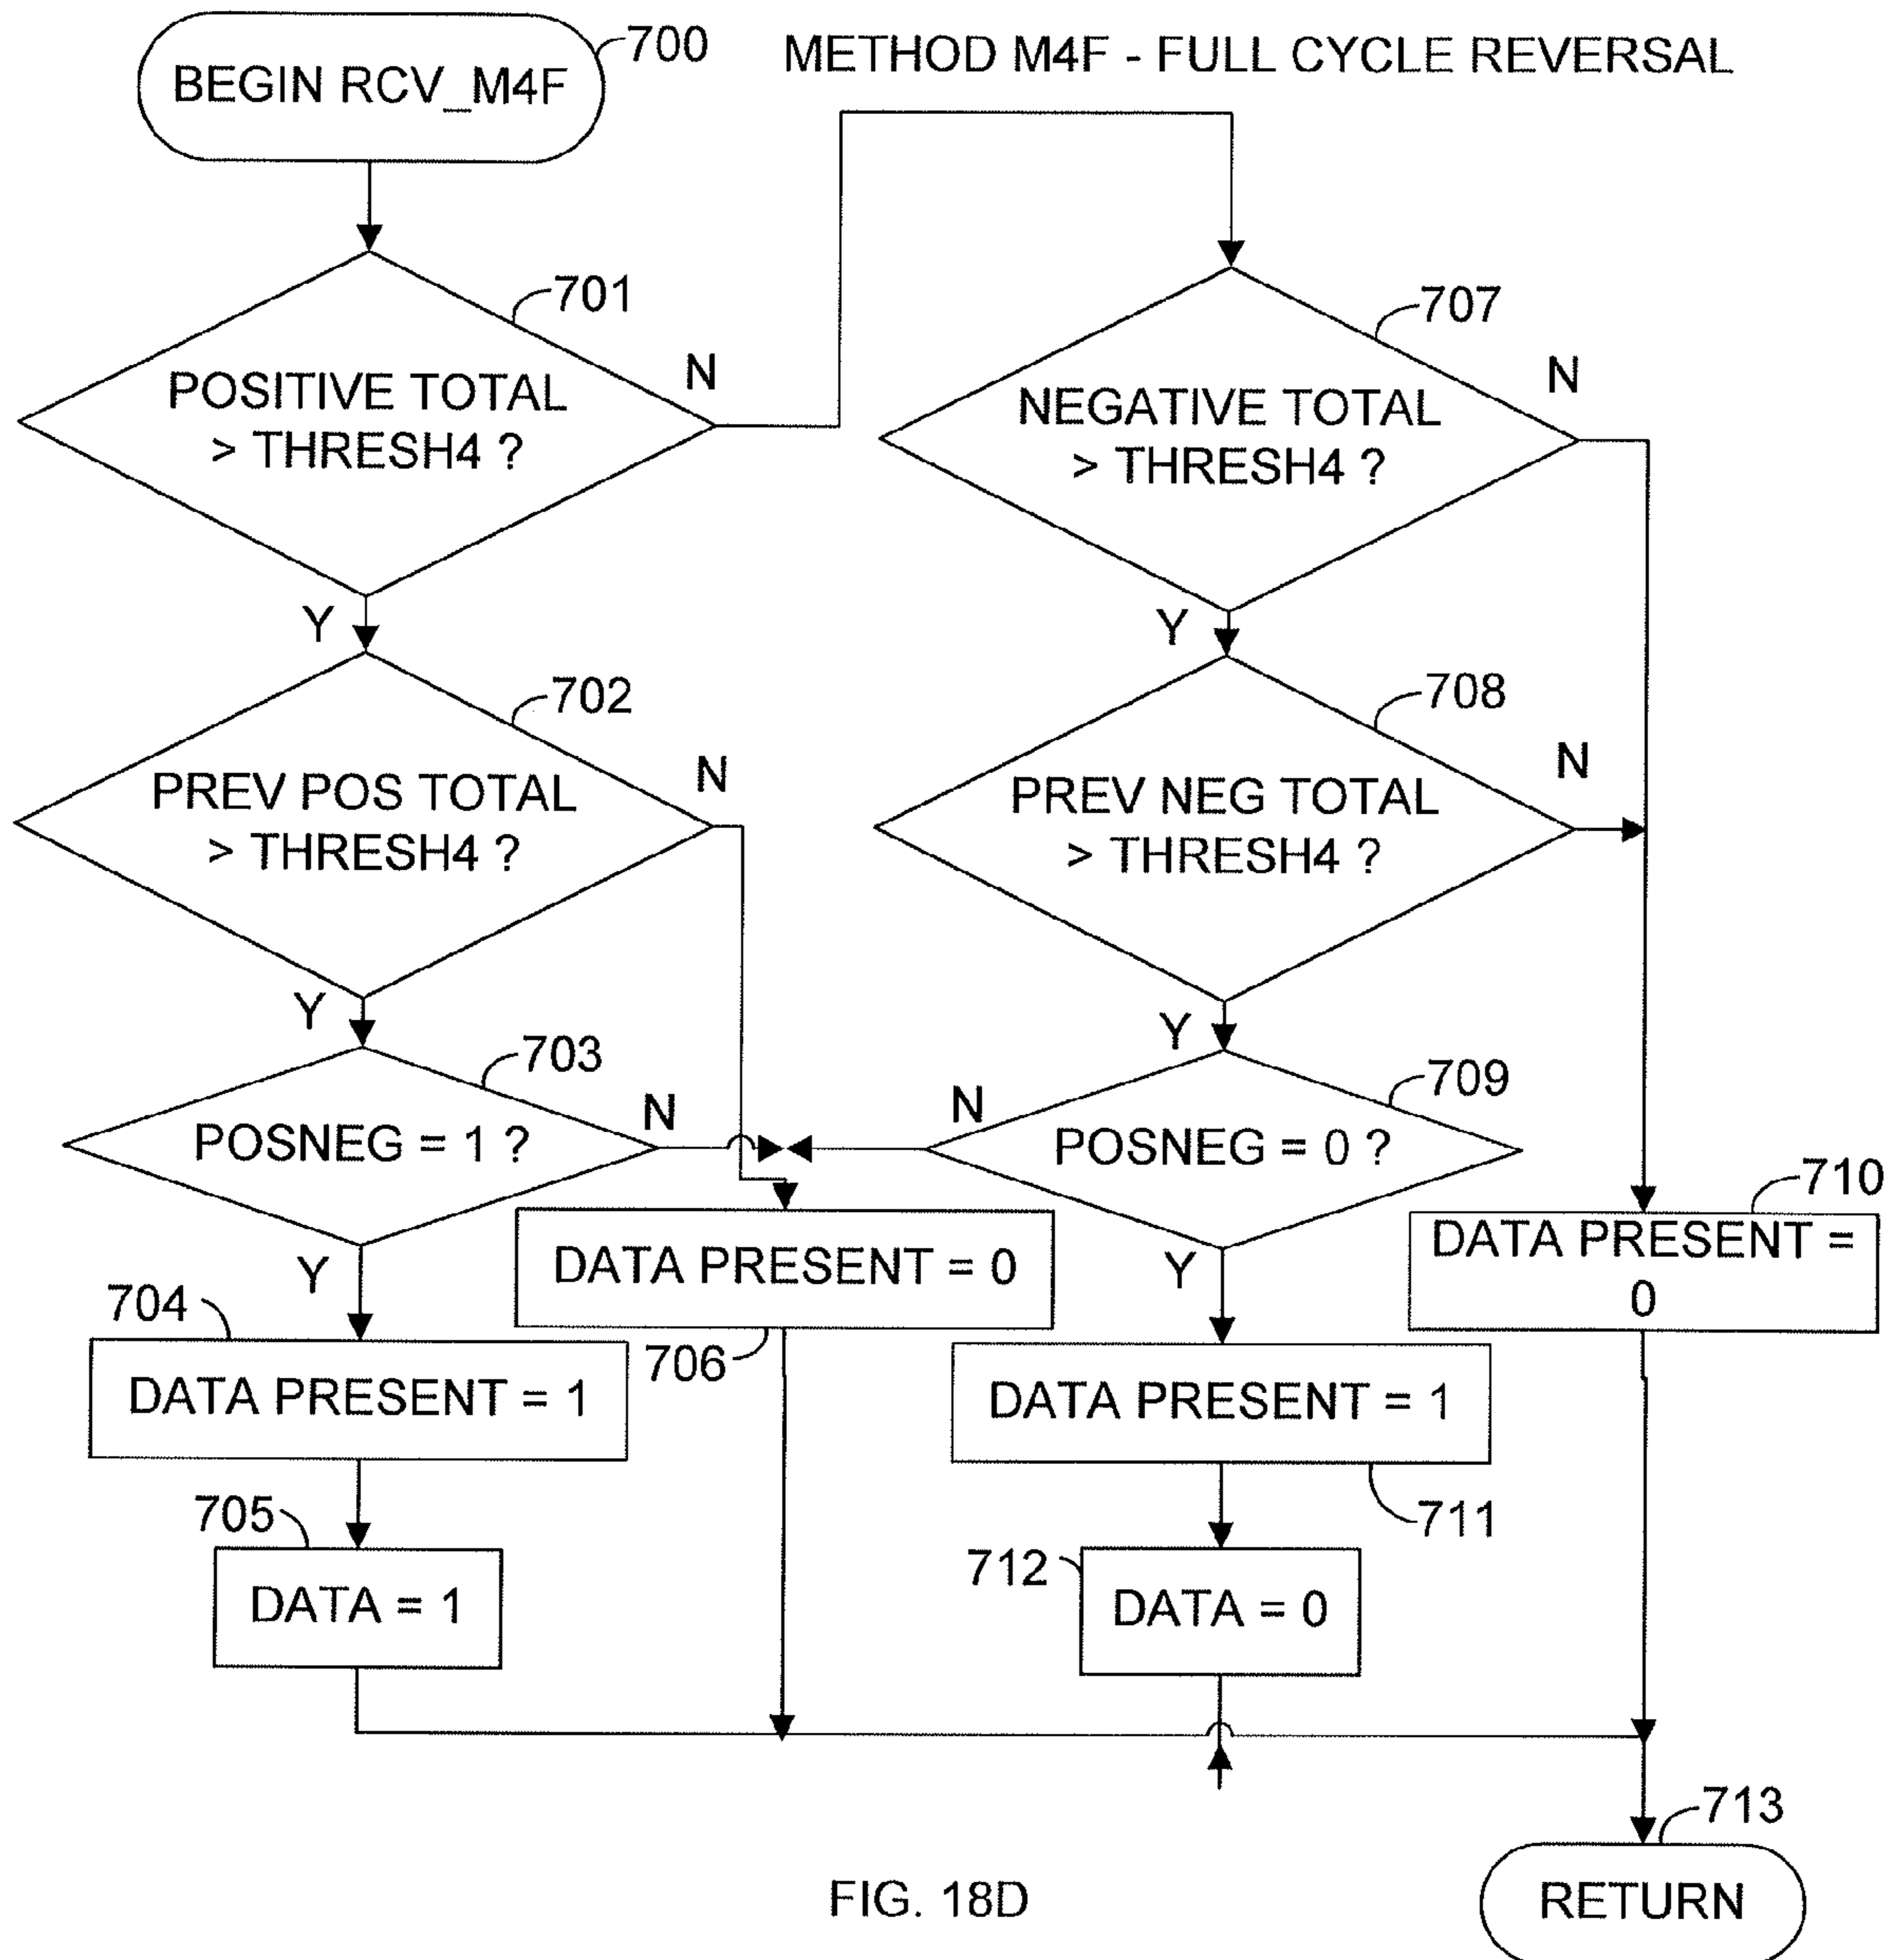 METHOD M4F - FULL CYCLE REVERSAL
700
BEGIN RCV_M4F
701
POSITIVE TOTAL
> THRESH4 ?
N
Y
707
NEGATIVE TOTAL
> THRESH4 ?
N
Y
702
PREV POS TOTAL
> THRESH4 ?
N
Y
708
PREV NEG TOTAL
> THRESH4 ?
N
Y
703
POSNEG = 1 ?
N
Y
709
POSNEG = 0 ?
N
Y
706
DATA PRESENT = 0
710
DATA PRESENT =
0
704
DATA PRESENT = 1
711
DATA PRESENT = 1
705
DATA = 1
712
DATA = 0
713
RETURN
FIG. 18D